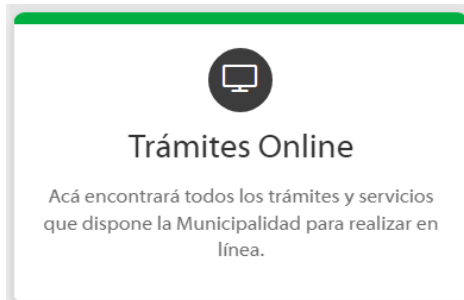 Trámites Online
Acá encontrará todos los trámites y servicios
que dispone la Municipalidad para realizar en
línea.